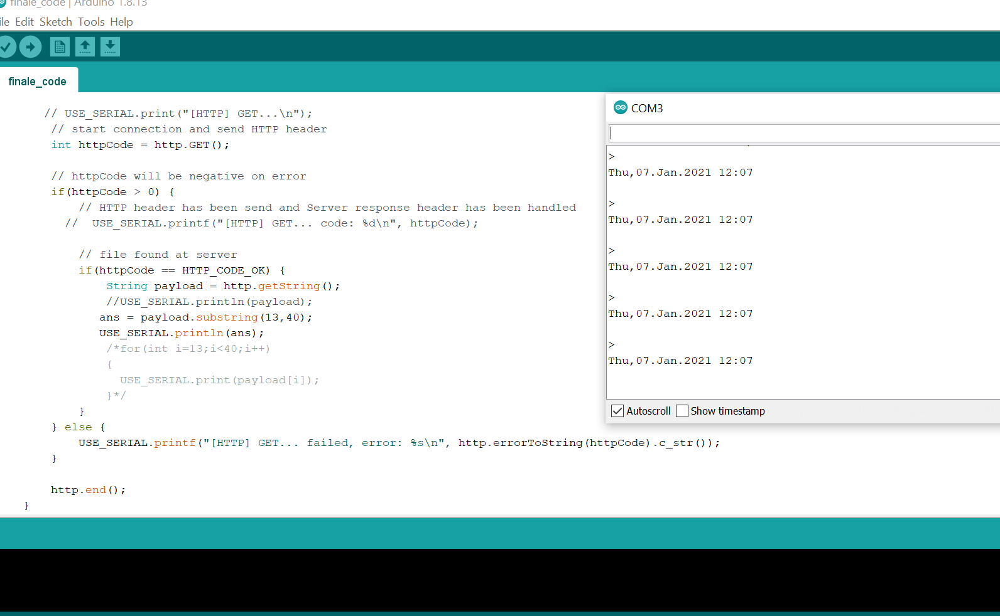 finale_code | Arduino 1.8.13
ile Edit Sketch Tools Help
finale_code
// USE_SERIAL.print("[HTTP] GET...\n");
// start connection and send HTTP header
int httpCode = http.GET();
// httpCode will be negative on error
if(httpCode > 0) {
// HTTP header has been send and Server response header has been handled
// USE_SERIAL.printf("[HTTP] GET... code: %d\n", httpCode);
// file found at server
if(httpCode == HTTP_CODE_OK) {
String payload = http.getString();
//USE_SERIAL.println(payload);
ans = payload.substring(13,40);
USE_SERIAL.println(ans);
/*for(int i=13;i<40;i++)
{
USE_SERIAL.print(payload[i]);
}*/
}
} else {
USE_SERIAL.printf("[HTTP] GET... failed, error: %s\n", http.errorToString(httpCode).c_str());
}
http.end();
}
COM3
>
Thu,07.Jan.2021 12:07
>
Thu,07.Jan.2021 12:07
>
Thu,07.Jan.2021 12:07
>
Thu,07.Jan.2021 12:07
>
Thu,07.Jan.2021 12:07
Autoscroll Show timestamp